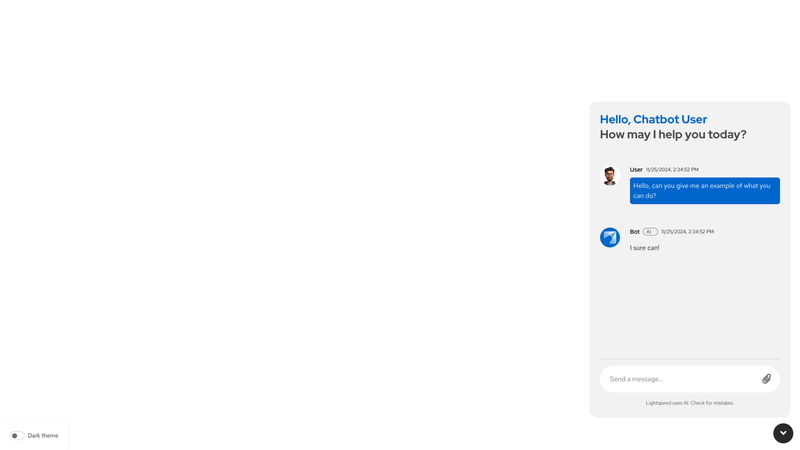 Hello, Chatbot User
How may I help you today?
User 11/25/2024, 2:34:52 PM
Hello, can you give me an example of what you
can do?
Bot AI 11/25/2024, 2:34:52 PM
I sure can!
Send a message...
Lightspeed uses AI. Check for mistakes.
Dark theme